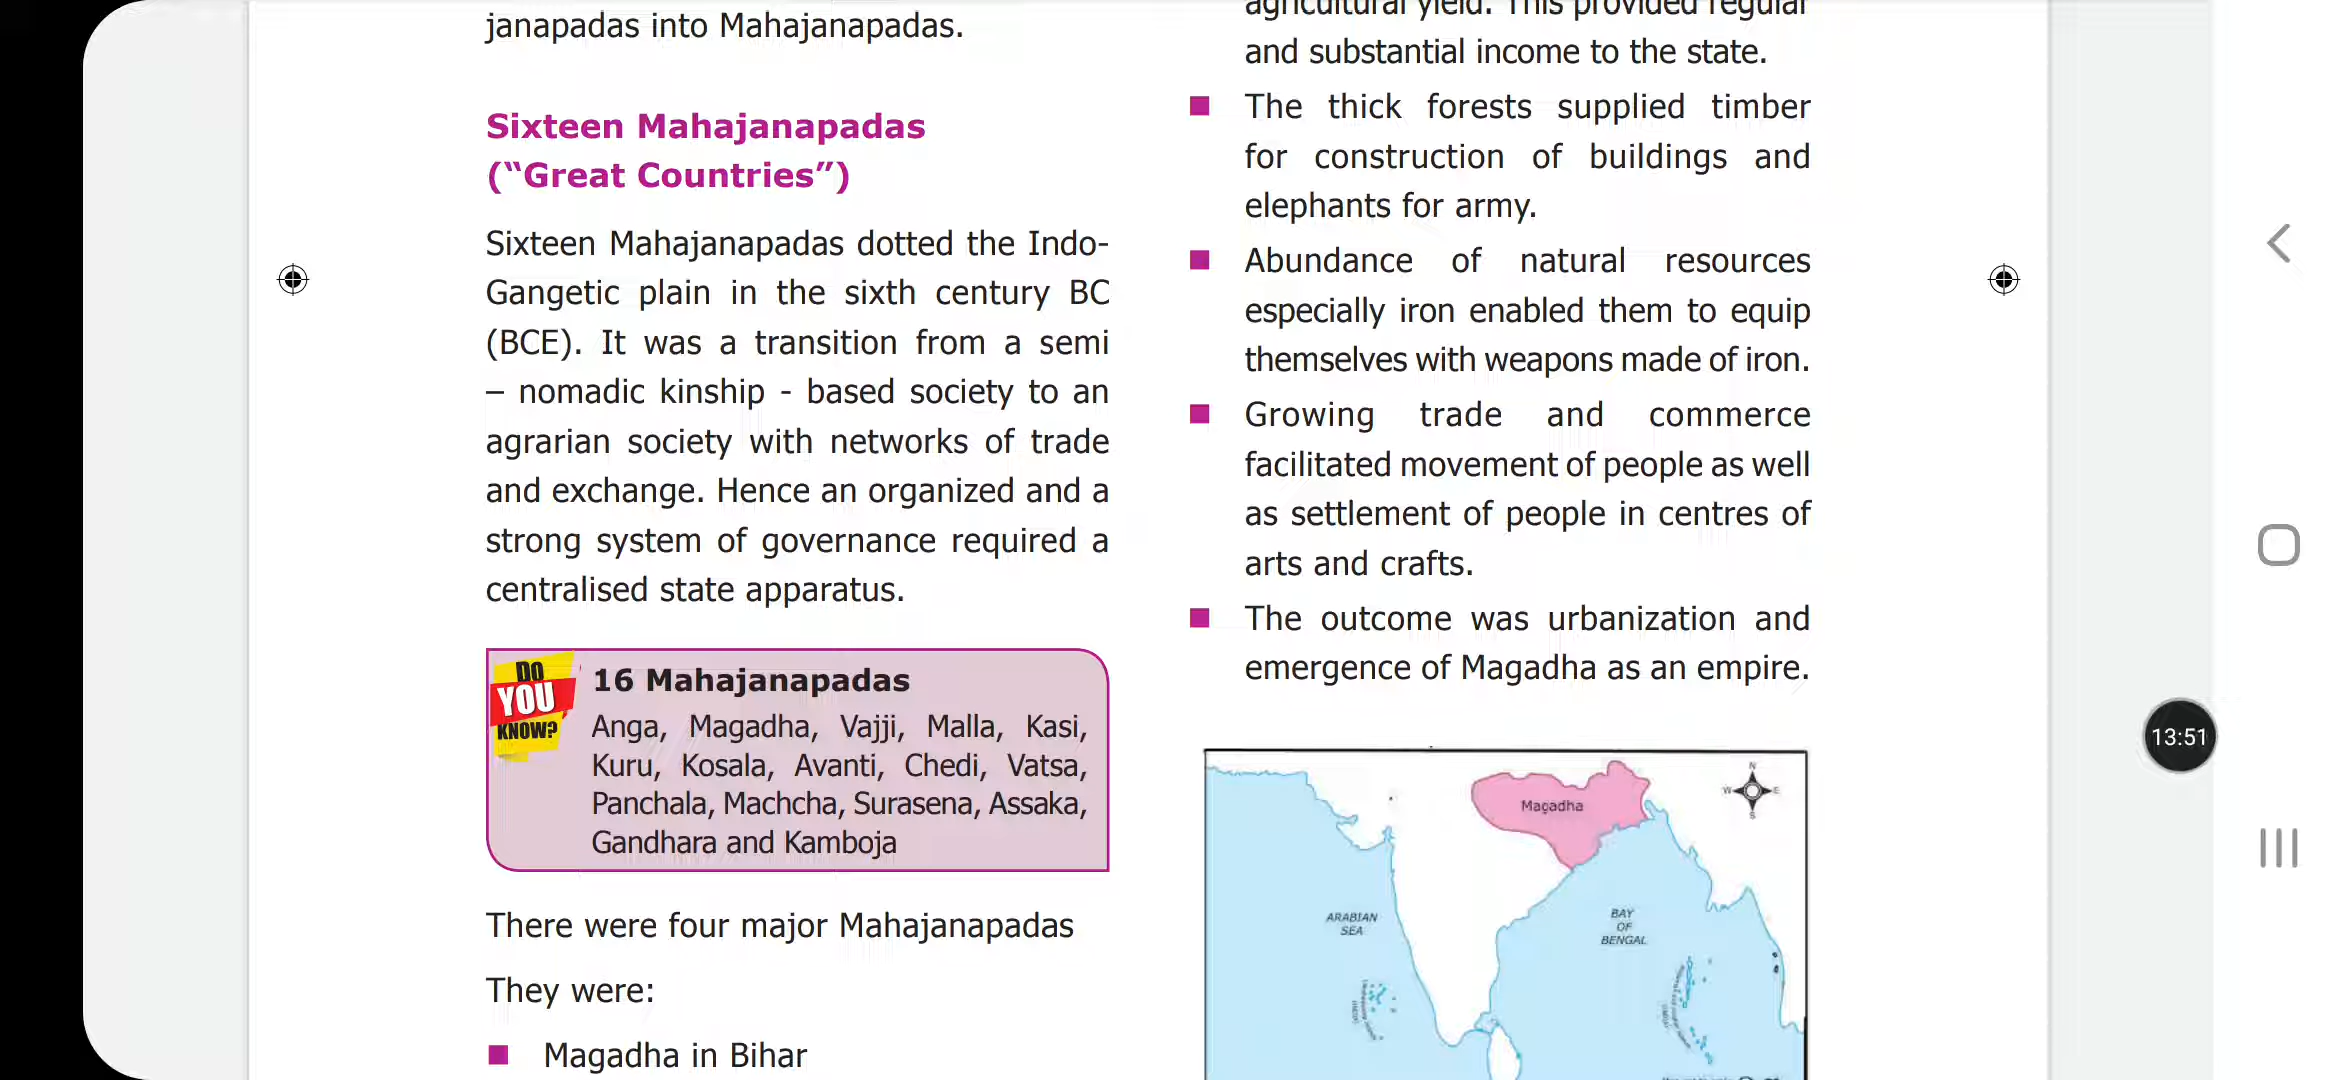 janapadas into Mahajanapadas.
Sixteen Mahajanapadas
(“Great Countries”)
Sixteen Mahajanapadas dotted the Indo-
Gangetic plain in the sixth century BC
(BCE). It was a transition from a semi
– nomadic kinship - based society to an
agrarian society with networks of trade
and exchange. Hence an organized and a
strong system of governance required a
centralised state apparatus.
DO
YOU
KNOW?
16 Mahajanapadas
Anga, Magadha, Vajji, Malla, Kasi,
Kuru, Kosala, Avanti, Chedi, Vatsa,
Panchala, Machcha, Surasena, Assaka,
Gandhara and Kamboja
There were four major Mahajanapadas
They were:
■ Magadha in Bihar
agricultural yield. This provided regular
and substantial income to the state.
■ The thick forests supplied timber
for construction of buildings and
elephants for army.
■ Abundance of natural resources
especially iron enabled them to equip
themselves with weapons made of iron.
■ Growing trade and commerce
facilitated movement of people as well
as settlement of people in centres of
arts and crafts.
■ The outcome was urbanization and
emergence of Magadha as an empire.
Magadha
N
W E
S
ARABIAN
SEA
BAY
OF
BENGAL
13:51